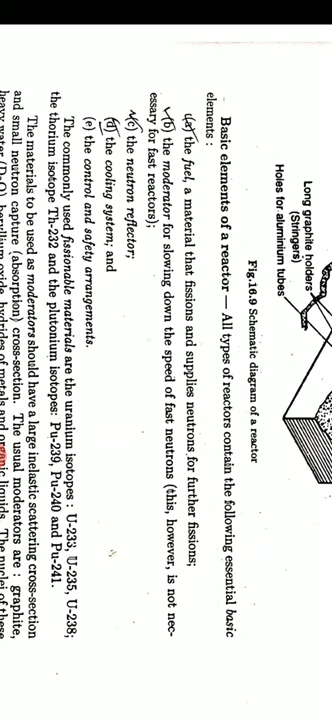 Long graphite holders
(Stringers)
Holes for aluminium tubes
Fig.16.9 Schematic diagram of a reactor
Basic elements of a reactor — All types of reactors contain the following essential basic
elements :
(a) the fuel, a material that fissions and supplies neutrons for further fissions;
(b) the moderator for slowing down the speed of fast neutrons (this, however, is not nec-
essary for fast reactors);
(c) the neutron reflector;
(d) the cooling system; and
(e) the control and safety arrangements.
The commonly used fissionable materials are the uranium isotopes : U-233, U-235, U-238;
the thorium isotope Th-232 and the plutonium isotopes: Pu-239, Pu-240 and Pu-241.
The materials to be used as moderators should have a large inelastic scattering cross-section
and small neutron capture (absorption) cross-section. The usual moderators are : graphite,
heavy water (D₂O), beryllium oxide, hydrides of metals and organic liquids. The nuclei of these